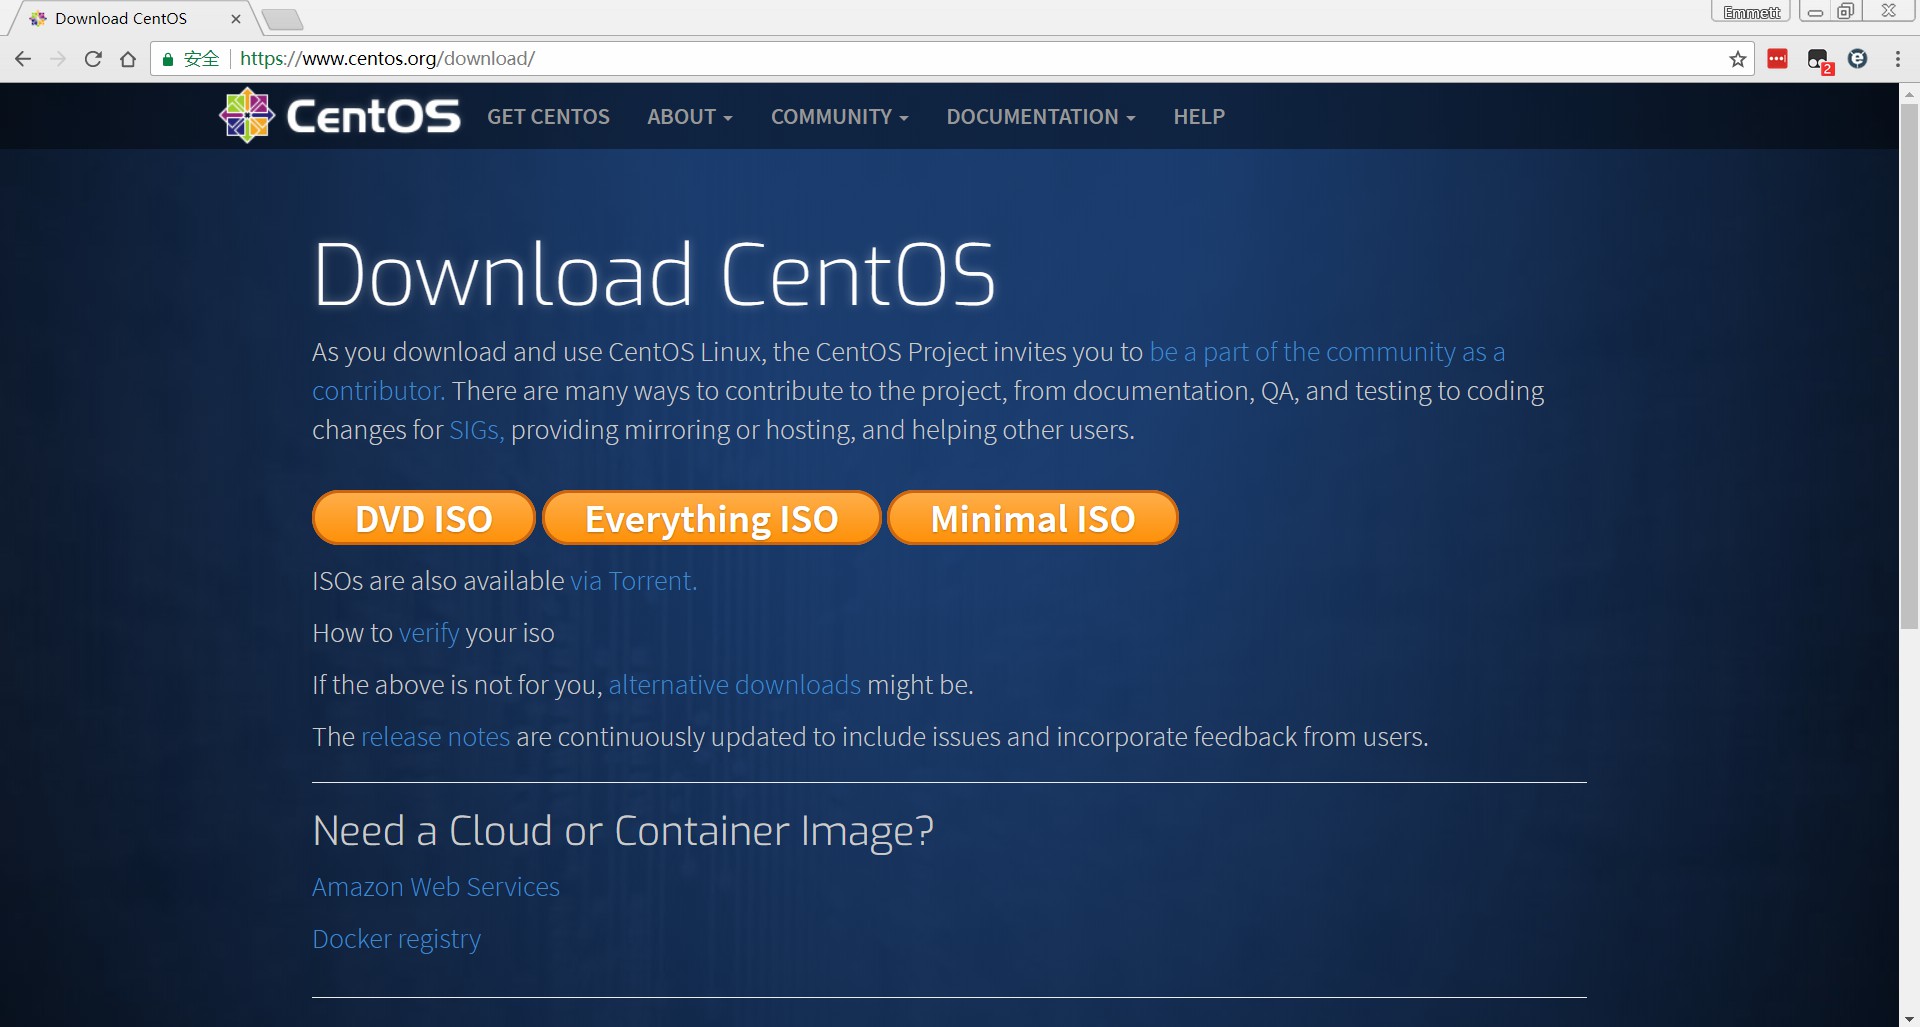 Download CentOS
Emmett
安全 https://www.centos.org/download/
2
CentOS GET CENTOS ABOUT COMMUNITY DOCUMENTATION HELP
Download CentOS
As you download and use CentOS Linux, the CentOS Project invites you to be a part of the community as a
contributor. There are many ways to contribute to the project, from documentation, QA, and testing to coding
changes for SIGs, providing mirroring or hosting, and helping other users.
DVD ISO Everything ISO Minimal ISO
ISOs are also available via Torrent.
How to verify your iso
If the above is not for you, alternative downloads might be.
The release notes are continuously updated to include issues and incorporate feedback from users.
Need a Cloud or Container Image?
Amazon Web Services
Docker registry